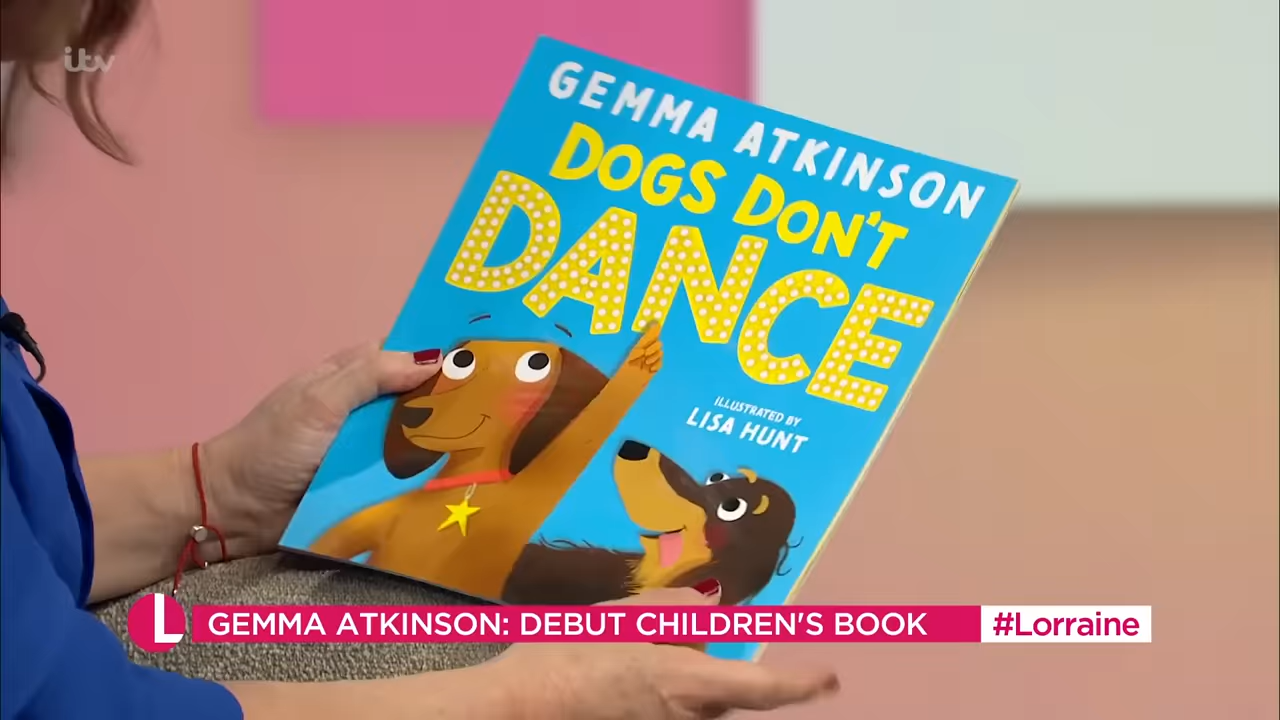 itv
GEMMA ATKINSON
DOGS DON'T
DANCE
ILLUSTRATED BY
LISA HUNT
L GEMMA ATKINSON: DEBUT CHILDREN'S BOOK #Lorraine